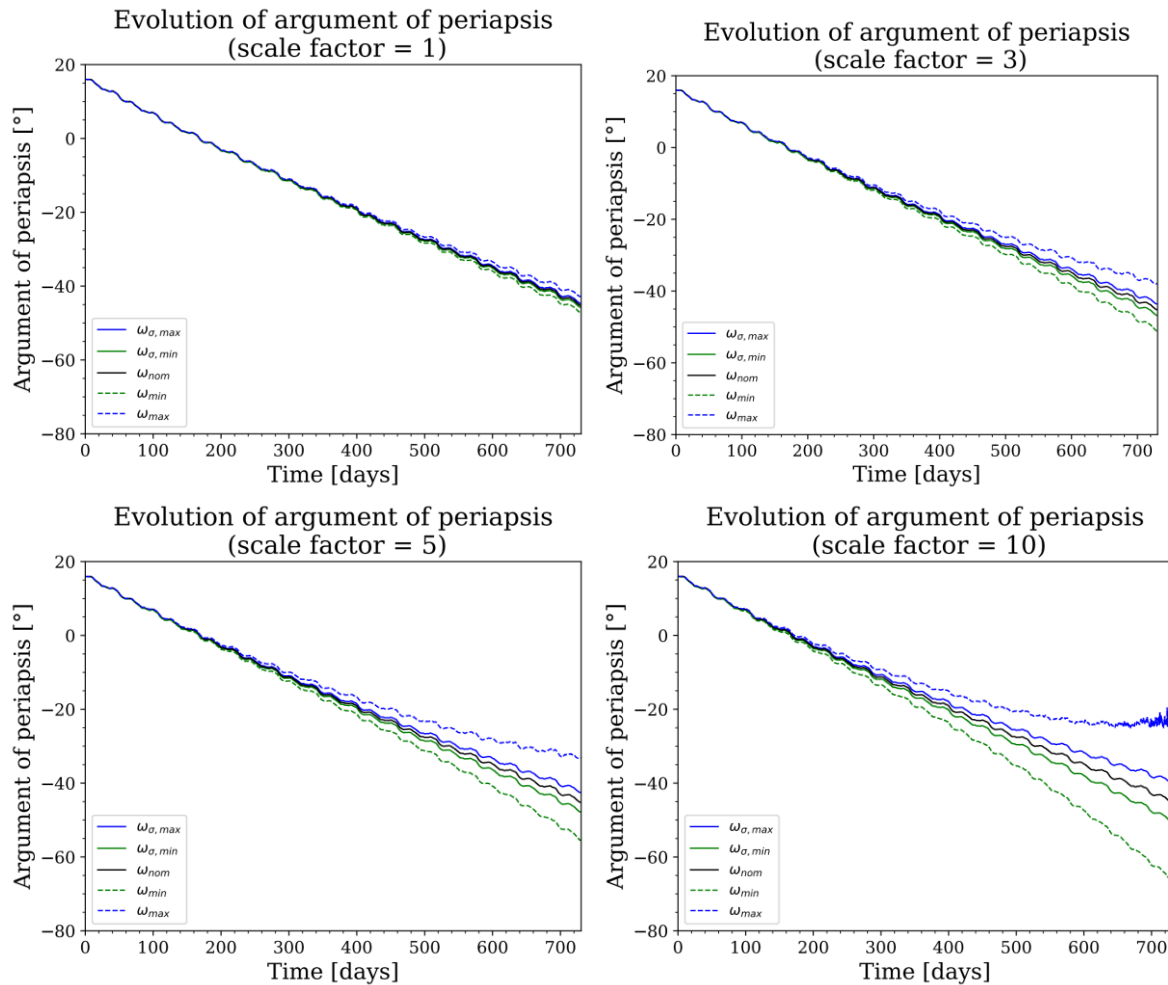 Evolution of argument of periapsis
(scale factor = 1)
Argument of periapsis [°]
20
0
−20
−40
−60
−80
ω_{σ, max}
ω_{σ, min}
ω_{nom}
ω_{min}
ω_{max}
0 100 200 300 400 500 600 700
Time [days]
Evolution of argument of periapsis
(scale factor = 3)
Argument of periapsis [°]
20
0
−20
−40
−60
−80
ω_{σ, max}
ω_{σ, min}
ω_{nom}
ω_{min}
ω_{max}
0 100 200 300 400 500 600 700
Time [days]
Evolution of argument of periapsis
(scale factor = 5)
Argument of periapsis [°]
20
0
−20
−40
−60
−80
ω_{σ, max}
ω_{σ, min}
ω_{nom}
ω_{min}
ω_{max}
0 100 200 300 400 500 600 700
Time [days]
Evolution of argument of periapsis
(scale factor = 10)
Argument of periapsis [°]
20
0
−20
−40
−60
−80
ω_{σ, max}
ω_{σ, min}
ω_{nom}
ω_{min}
ω_{max}
0 100 200 300 400 500 600 700
Time [days]